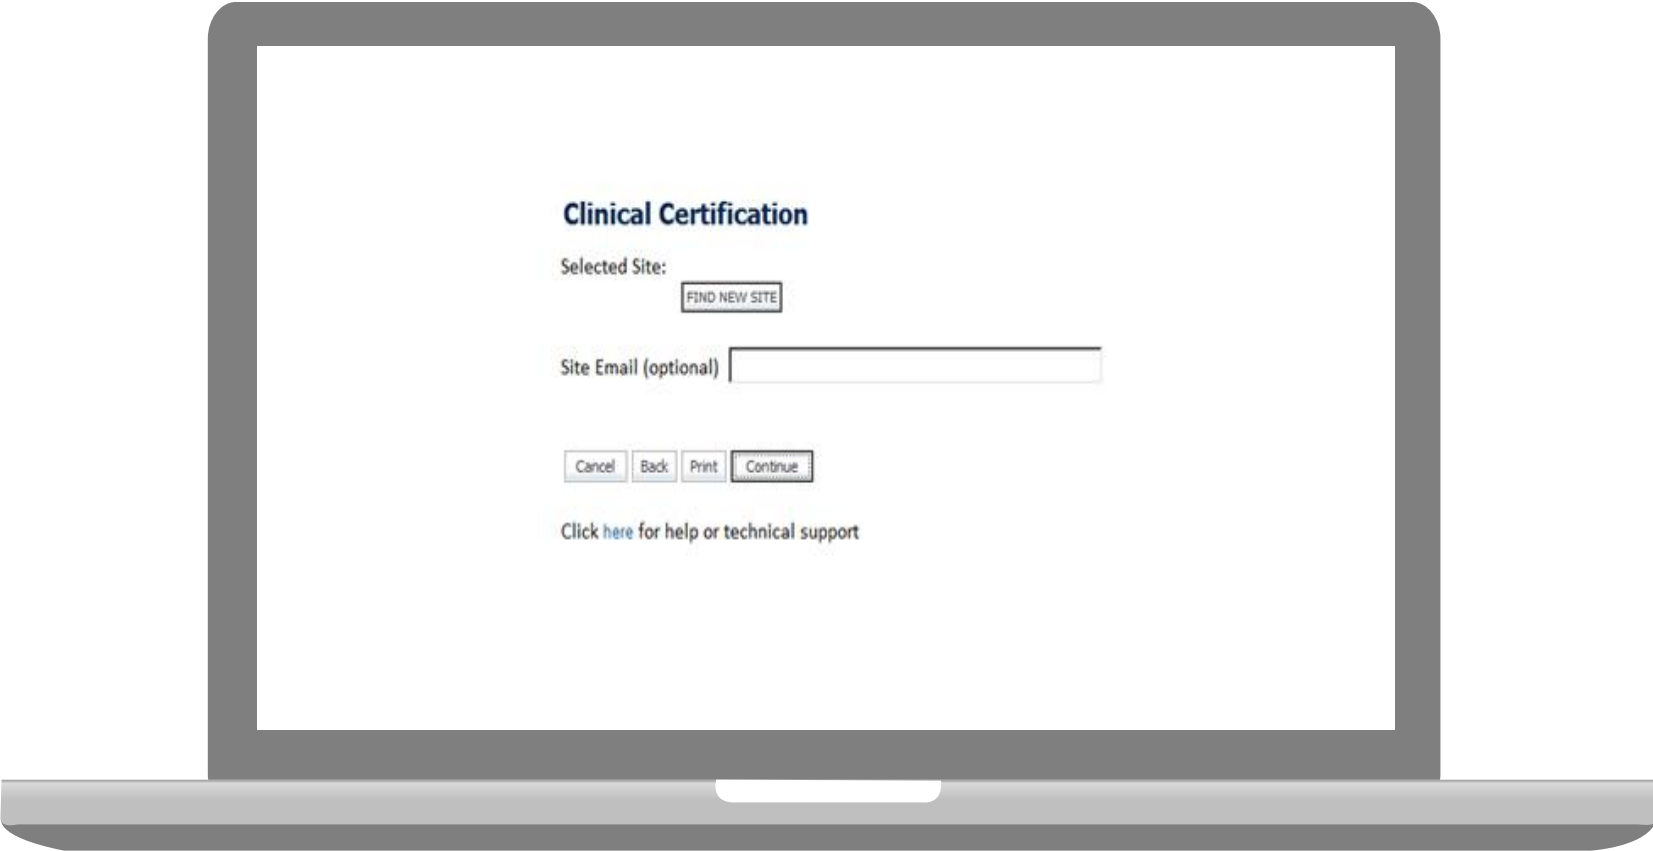 Clinical Certification
Selected Site:
FIND NEW SITE
Site Email (optional)
Cancel Back Print Continue
Click here for help or technical support